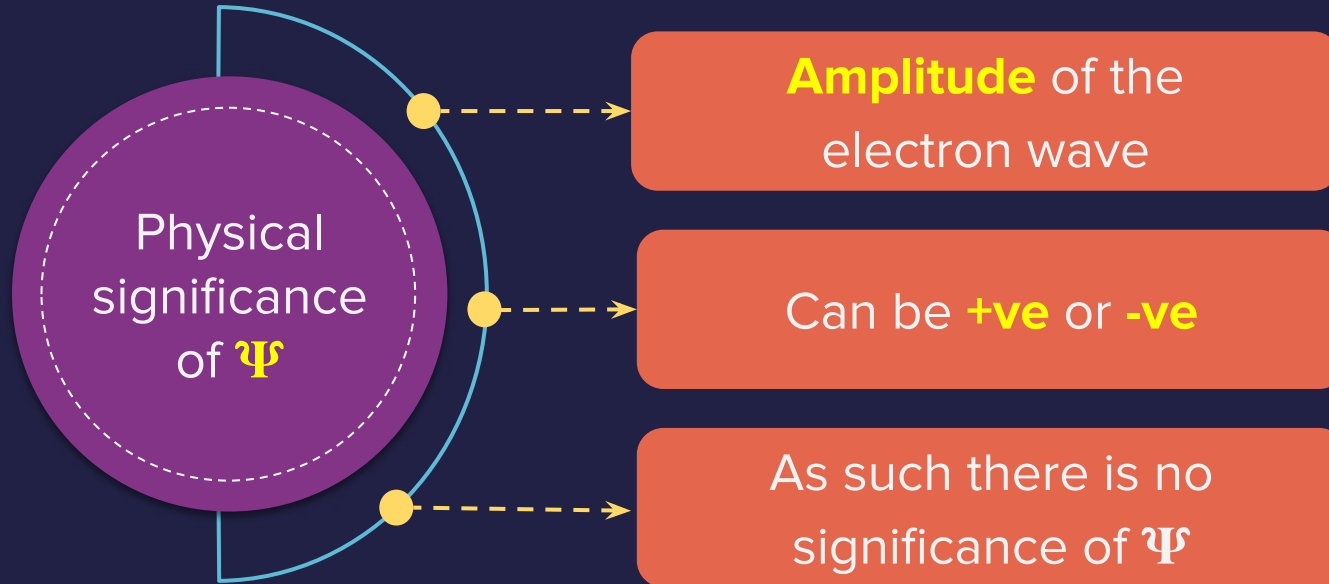 Physical
significance
of Ψ
Amplitude of the
electron wave
Can be +ve or -ve
As such there is no
significance of Ψ